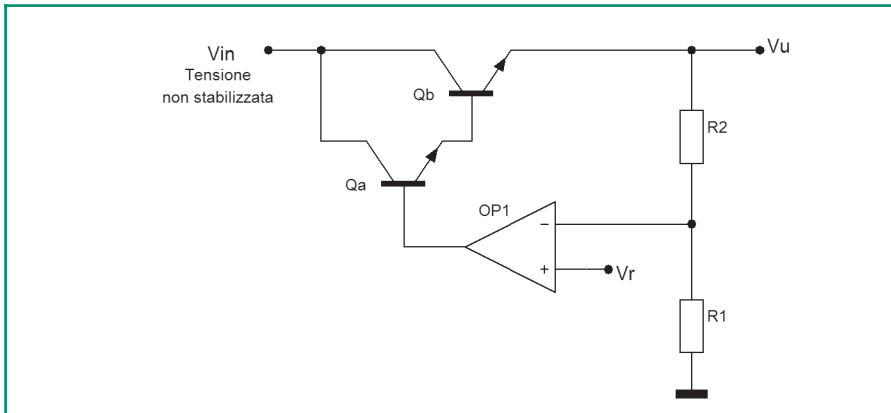 Vin
Tensione
non stabilizzata
Vu
Qb
R2
Qa
OP1
−
+
Vr
R1